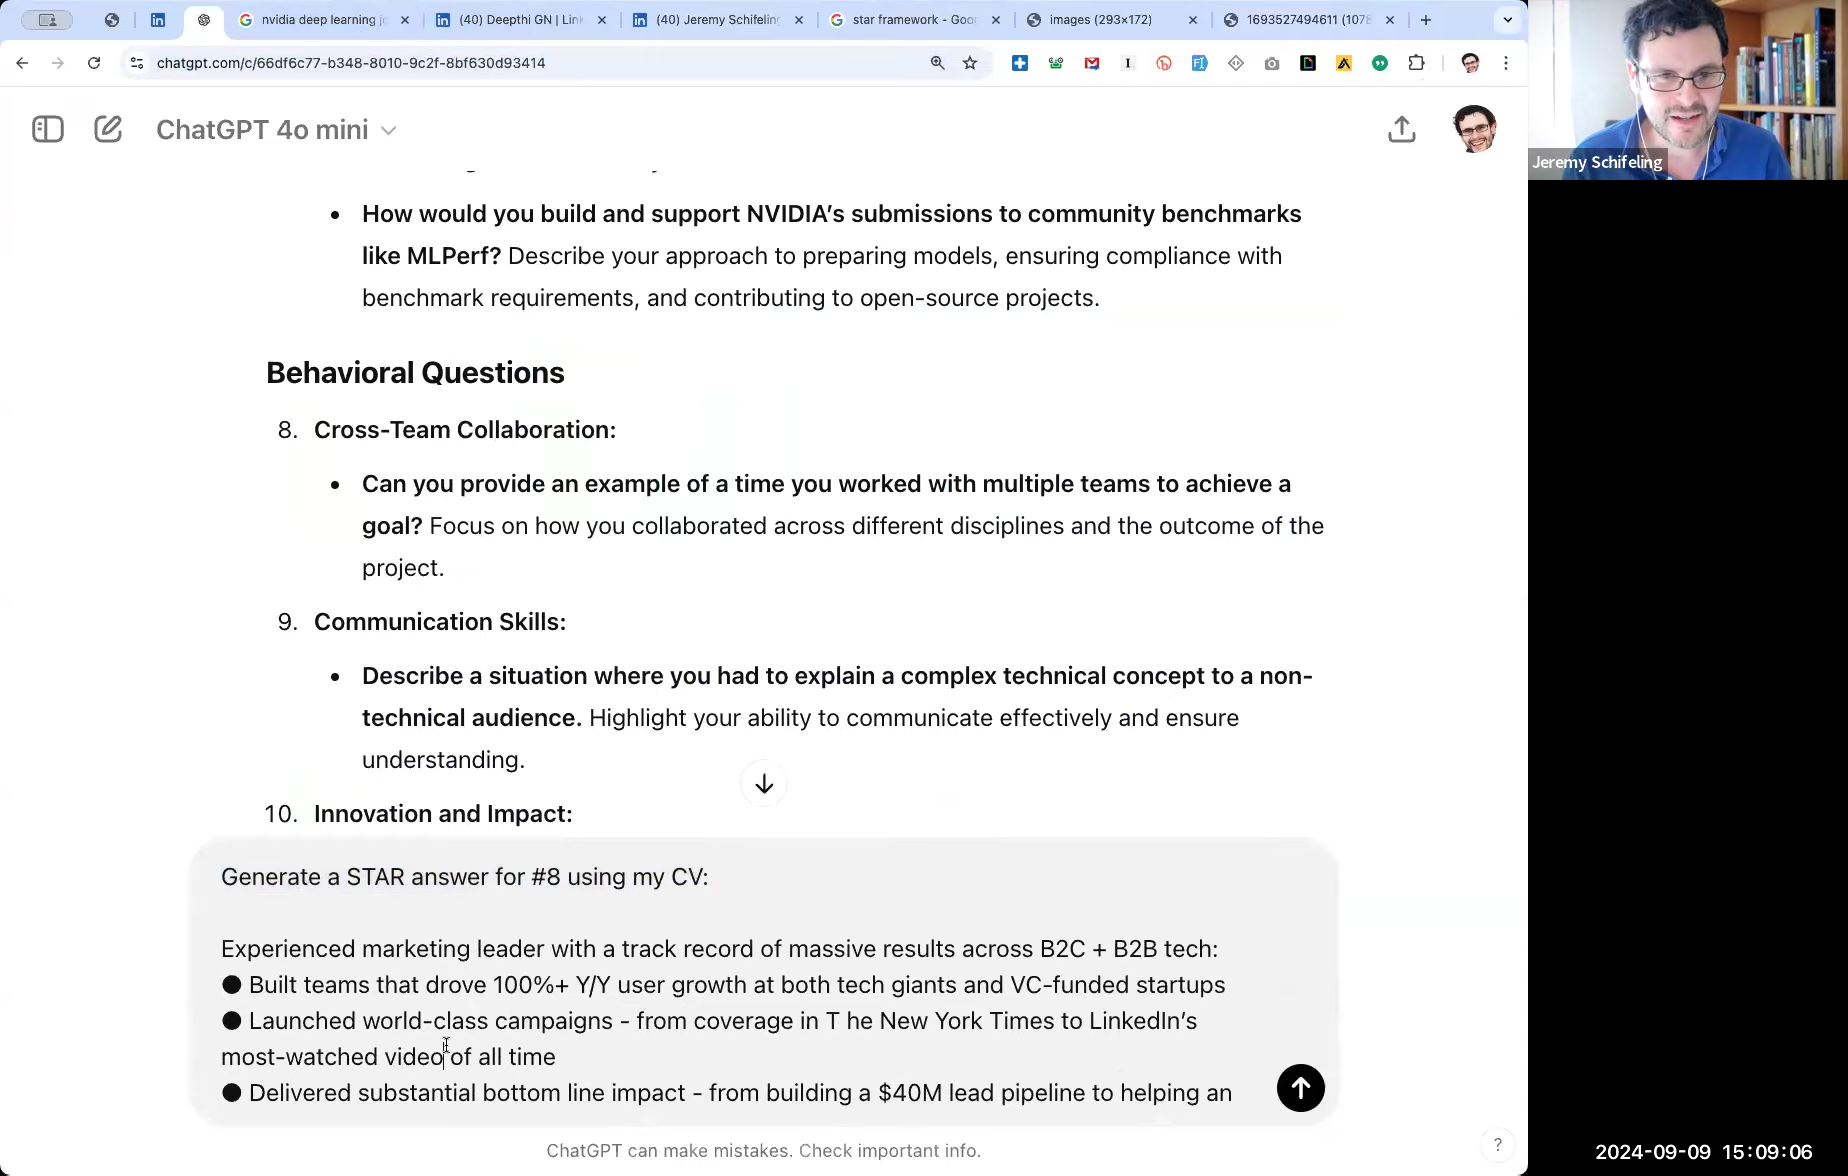 nvidia deep learning jo
(40) Deepthi GN | Lin
(40) Jeremy Schifeling
star framework - Goo
images (293×172)
1693527494611 (1078
chatgpt.com/c/66df6c77-b348-8010-9c2f-8bf630d93414
ChatGPT 4o mini
Jeremy Schifeling
• How would you build and support NVIDIA’s submissions to community benchmarks
like MLPerf? Describe your approach to preparing models, ensuring compliance with
benchmark requirements, and contributing to open-source projects.
Behavioral Questions
8. Cross-Team Collaboration:
• Can you provide an example of a time you worked with multiple teams to achieve a
goal? Focus on how you collaborated across different disciplines and the outcome of the
project.
9. Communication Skills:
• Describe a situation where you had to explain a complex technical concept to a non-
technical audience. Highlight your ability to communicate effectively and ensure
understanding.
10. Innovation and Impact:
Generate a STAR answer for #8 using my CV:
Experienced marketing leader with a track record of massive results across B2C + B2B tech:
● Built teams that drove 100%+ Y/Y user growth at both tech giants and VC-funded startups
● Launched world-class campaigns - from coverage in T he New York Times to LinkedIn’s
most-watched video of all time
● Delivered substantial bottom line impact - from building a $40M lead pipeline to helping an
ChatGPT can make mistakes. Check important info.
?
2024-09-09 15:09:06